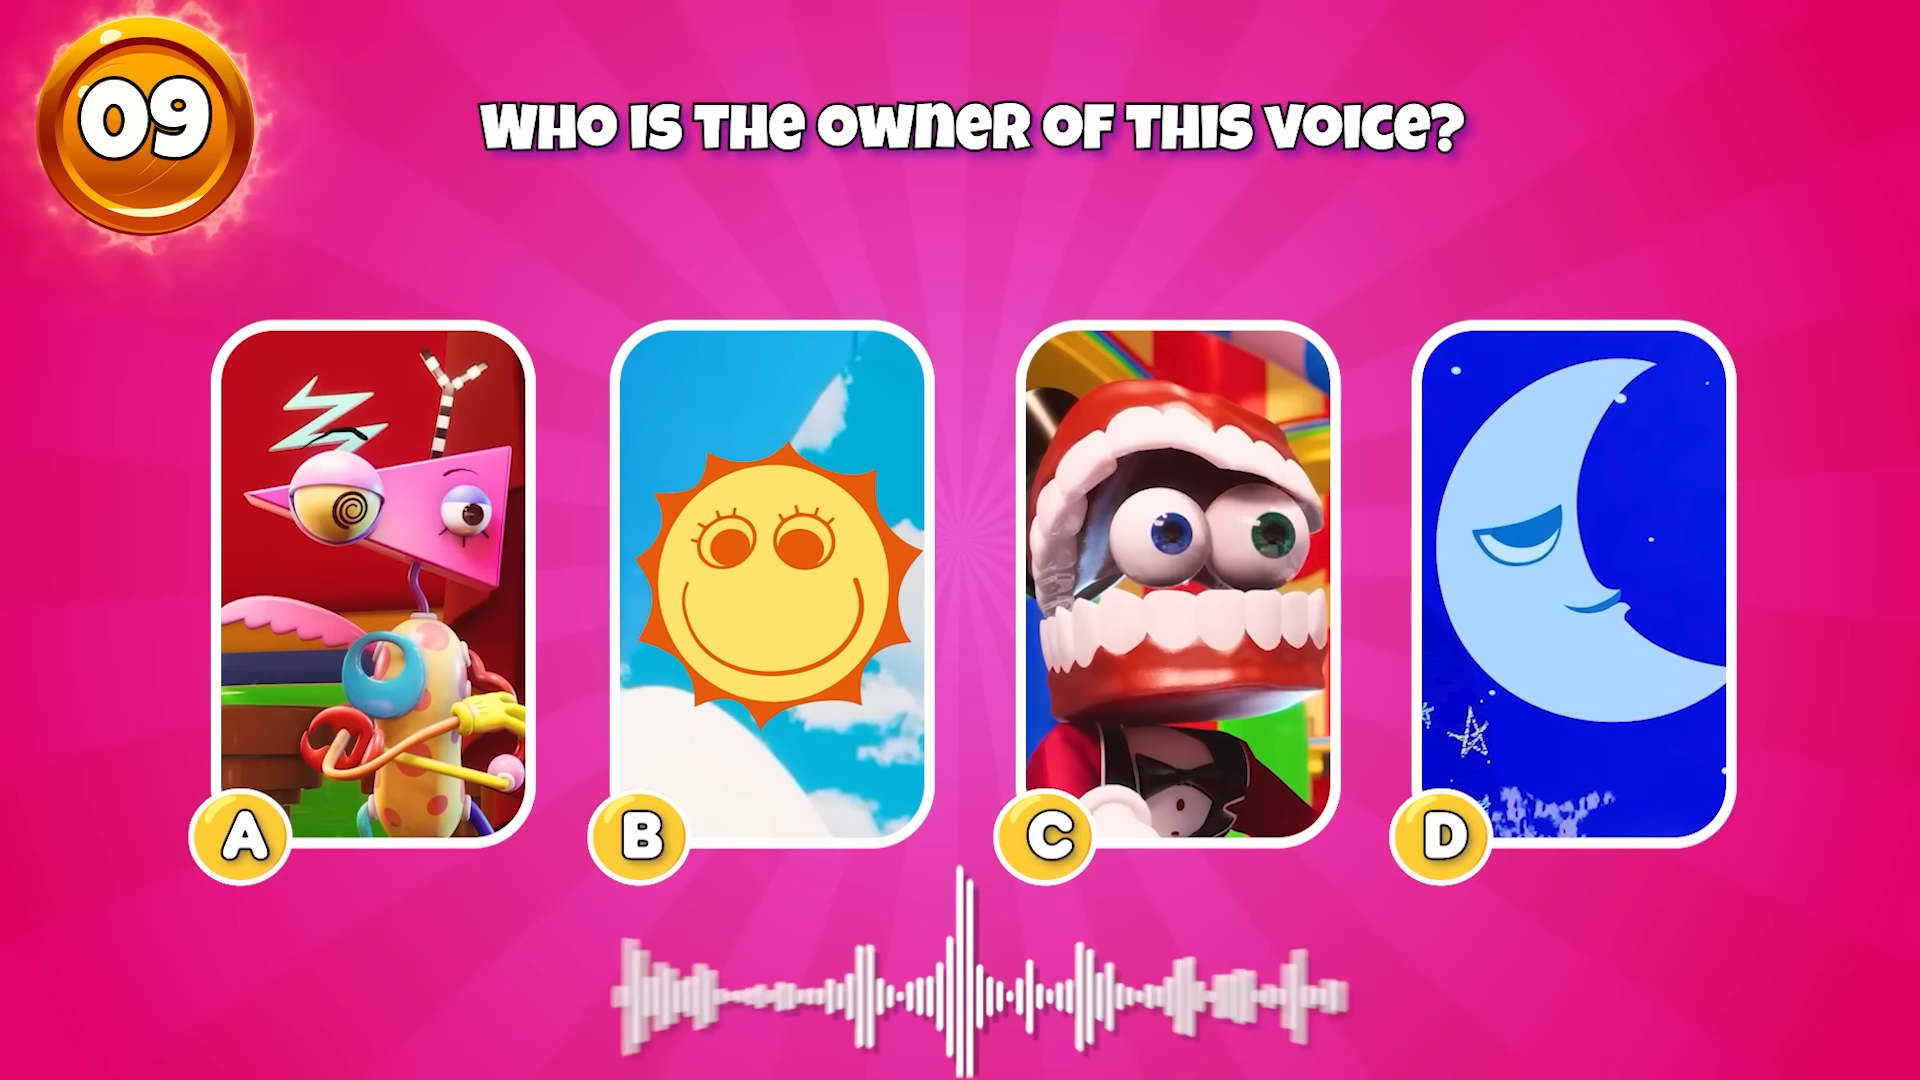 09
WHO IS THE OWNER OF THIS VOICE?
A
B
C
D